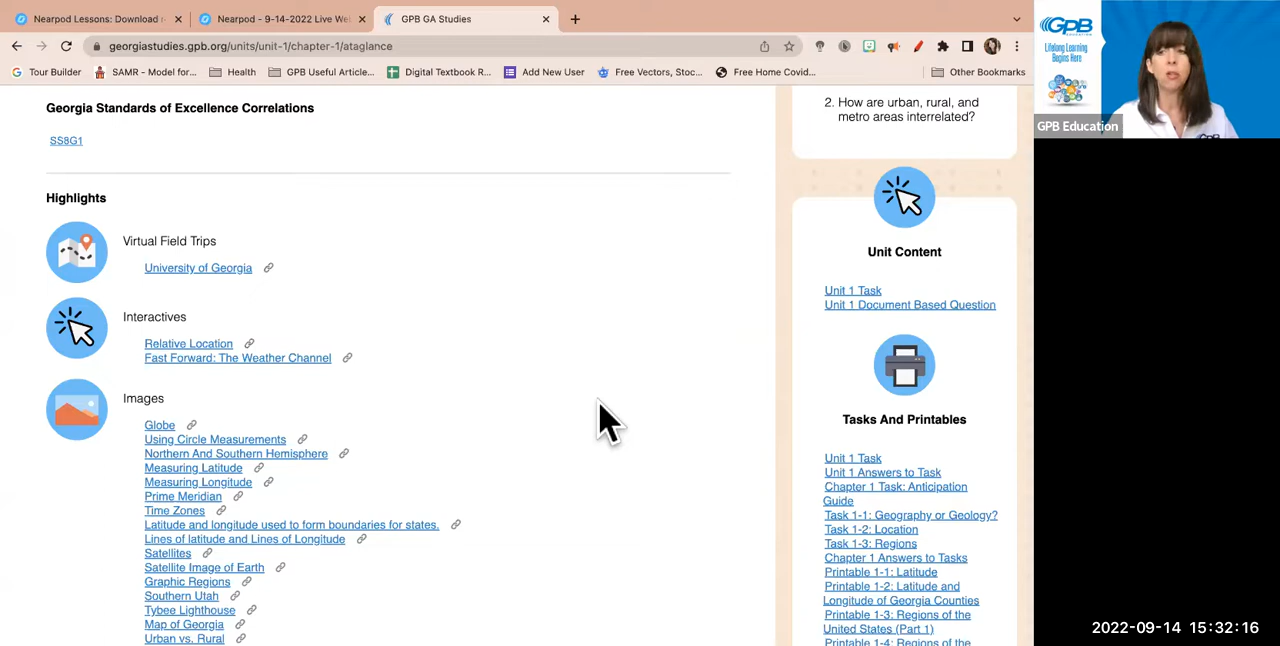 Nearpod Lessons: Download r
Nearpod - 9-14-2022 Live We
GPB GA Studies
georgiastudies.gpb.org/units/unit-1/chapter-1/ataglance
Tour Builder
SAMR - Model for...
Health
GPB Useful Article...
Digital Textbook R...
Add New User
Free Vectors, Stoc...
Free Home Covid...
Other Bookmarks
Georgia Standards of Excellence Correlations
SS8G1
Highlights
Virtual Field Trips
University of Georgia
Interactives
Relative Location
Fast Forward: The Weather Channel
Images
Globe
Using Circle Measurements
Northern And Southern Hemisphere
Measuring Latitude
Measuring Longitude
Prime Meridian
Time Zones
Latitude and longitude used to form boundaries for states.
Lines of latitude and Lines of Longitude
Satellites
Satellite Image of Earth
Graphic Regions
Southern Utah
Tybee Lighthouse
Map of Georgia
Urban vs. Rural
2. How are urban, rural, and
metro areas interrelated?
Unit Content
Unit 1 Task
Unit 1 Document Based Question
Tasks And Printables
Unit 1 Task
Unit 1 Answers to Task
Chapter 1 Task: Anticipation
Guide
Task 1-1: Geography or Geology?
Task 1-2: Location
Task 1-3: Regions
Chapter 1 Answers to Tasks
Printable 1-1: Latitude
Printable 1-2: Latitude and
Longitude of Georgia Counties
Printable 1-3: Regions of the
United States (Part 1)
Printable 1-4: Regions of the
GPB
EDUCATION
Lifelong Learning
Begins Here
GPB Education
2022-09-14 15:32:16